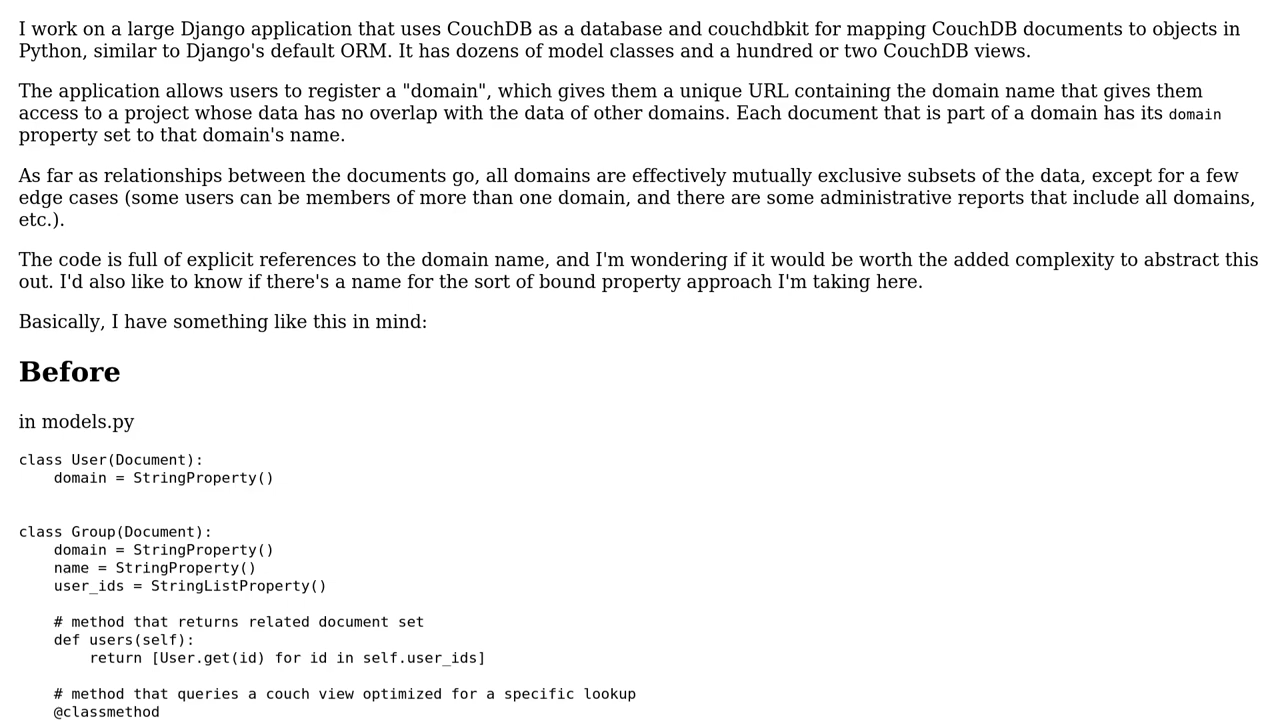 I work on a large Django application that uses CouchDB as a database and couchdbkit for mapping CouchDB documents to objects in
Python, similar to Django's default ORM. It has dozens of model classes and a hundred or two CouchDB views.
The application allows users to register a "domain", which gives them a unique URL containing the domain name that gives them
access to a project whose data has no overlap with the data of other domains. Each document that is part of a domain has its domain
property set to that domain's name.
As far as relationships between the documents go, all domains are effectively mutually exclusive subsets of the data, except for a few
edge cases (some users can be members of more than one domain, and there are some administrative reports that include all domains,
etc.).
The code is full of explicit references to the domain name, and I'm wondering if it would be worth the added complexity to abstract this
out. I'd also like to know if there's a name for the sort of bound property approach I'm taking here.
Basically, I have something like this in mind:
Before
in models.py
class User(Document):
    domain = StringProperty()
class Group(Document):
    domain = StringProperty()
    name = StringProperty()
    user_ids = StringListProperty()
    # method that returns related document set
    def users(self):
        return [User.get(id) for id in self.user_ids]
    # method that queries a couch view optimized for a specific lookup
    @classmethod